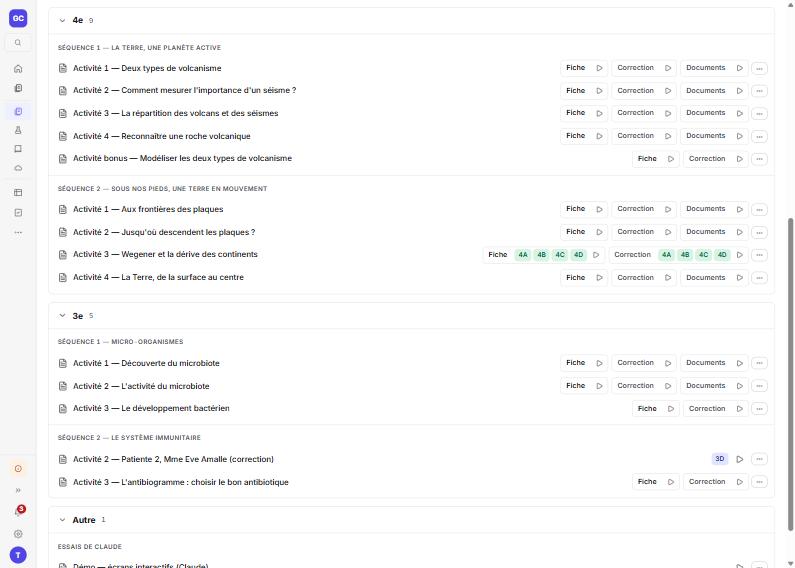 GC
4e 9
SÉQUENCE 1 — LA TERRE, UNE PLANÈTE ACTIVE
Activité 1 — Deux types de volcanisme Fiche Correction Documents
Activité 2 — Comment mesurer l'importance d'un séisme ? Fiche Correction Documents
Activité 3 — La répartition des volcans et des séismes Fiche Correction Documents
Activité 4 — Reconnaître une roche volcanique Fiche Correction Documents
Activité bonus — Modéliser les deux types de volcanisme Fiche Correction
SÉQUENCE 2 — SOUS NOS PIEDS, UNE TERRE EN MOUVEMENT
Activité 1 — Aux frontières des plaques Fiche Correction Documents
Activité 2 — Jusqu'où descendent les plaques ? Fiche Correction Documents
Activité 3 — Wegener et la dérive des continents Fiche 4A 4B 4C 4D Correction 4A 4B 4C 4D
Activité 4 — La Terre, de la surface au centre Fiche Correction Documents
3e 5
SÉQUENCE 1 — MICRO-ORGANISMES
Activité 1 — Découverte du microbiote Fiche Correction Documents
Activité 2 — L'activité du microbiote Fiche Correction Documents
Activité 3 — Le développement bactérien Fiche Correction
SÉQUENCE 2 — LE SYSTÈME IMMUNITAIRE
Activité 2 — Patiente 2, Mme Eve Amalle (correction) 3D
Activité 3 — L'antibiogramme : choisir le bon antibiotique Fiche Correction
Autre 1
ESSAIS DE CLAUDE
Démo — écrans interactifs (Claude)
3
T